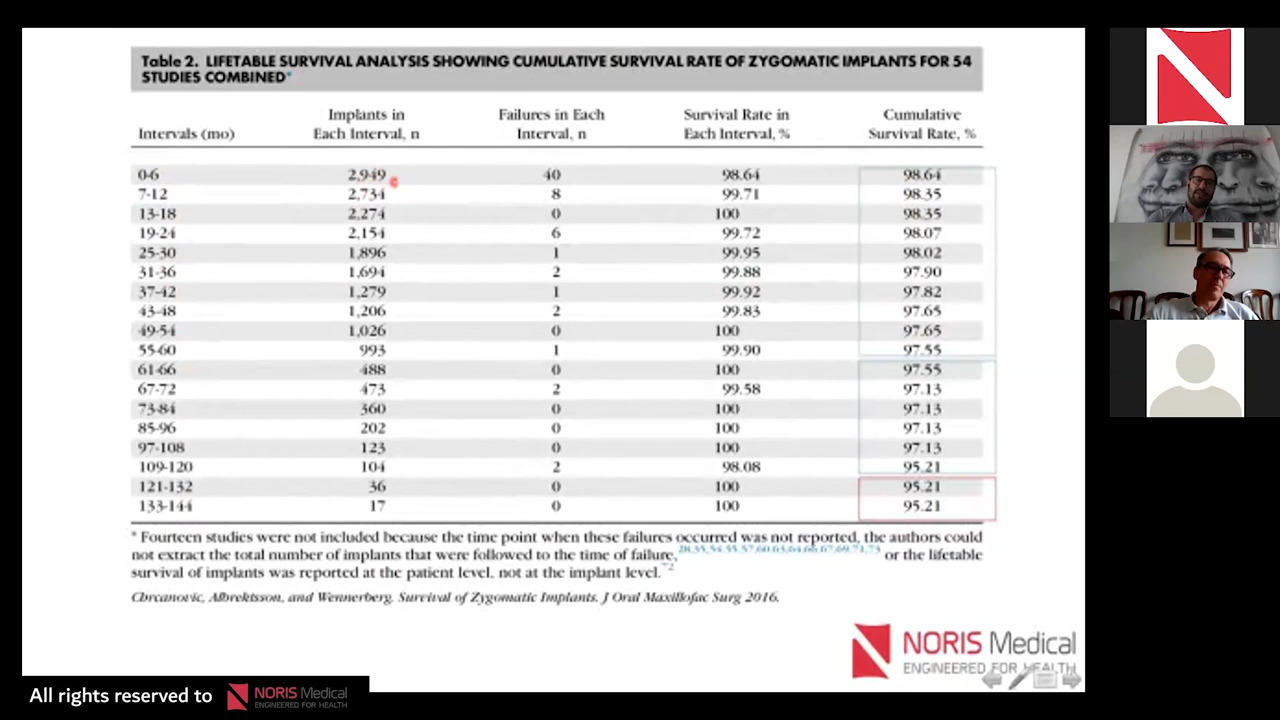 Table 2. LIFETABLE SURVIVAL ANALYSIS SHOWING CUMULATIVE SURVIVAL RATE OF ZYGOMATIC IMPLANTS FOR 54
STUDIES COMBINED*
Intervals (mo) Implants in Each Interval, n Failures in Each Interval, n Survival Rate in Each Interval, % Cumulative Survival Rate, %
0-6 2,949 40 98.64 98.64
7-12 2,734 8 99.71 98.35
13-18 2,274 0 100 98.35
19-24 2,154 6 99.72 98.07
25-30 1,896 1 99.95 98.02
31-36 1,694 2 99.88 97.90
37-42 1,279 1 99.92 97.82
43-48 1,206 2 99.83 97.65
49-54 1,026 0 100 97.65
55-60 993 1 99.90 97.55
61-66 488 0 100 97.55
67-72 473 2 99.58 97.13
73-84 360 0 100 97.13
85-96 202 0 100 97.13
97-108 123 0 100 97.13
109-120 104 2 98.08 95.21
121-132 36 0 100 95.21
133-144 17 0 100 95.21
* Fourteen studies were not included because the time point when these failures occurred was not reported, the authors could
not extract the total number of implants that were followed to the time of failure, or the lifetable
survival of implants was reported at the patient level, not at the implant level.
Chrcanovic, Albrektsson, and Wennerberg. Survival of Zygomatic Implants. J Oral Maxillofac Surg 2016.
NORIS Medical
ENGINEERED FOR HEALTH
All rights reserved to NORIS Medical
ENGINEERED FOR HEALTH